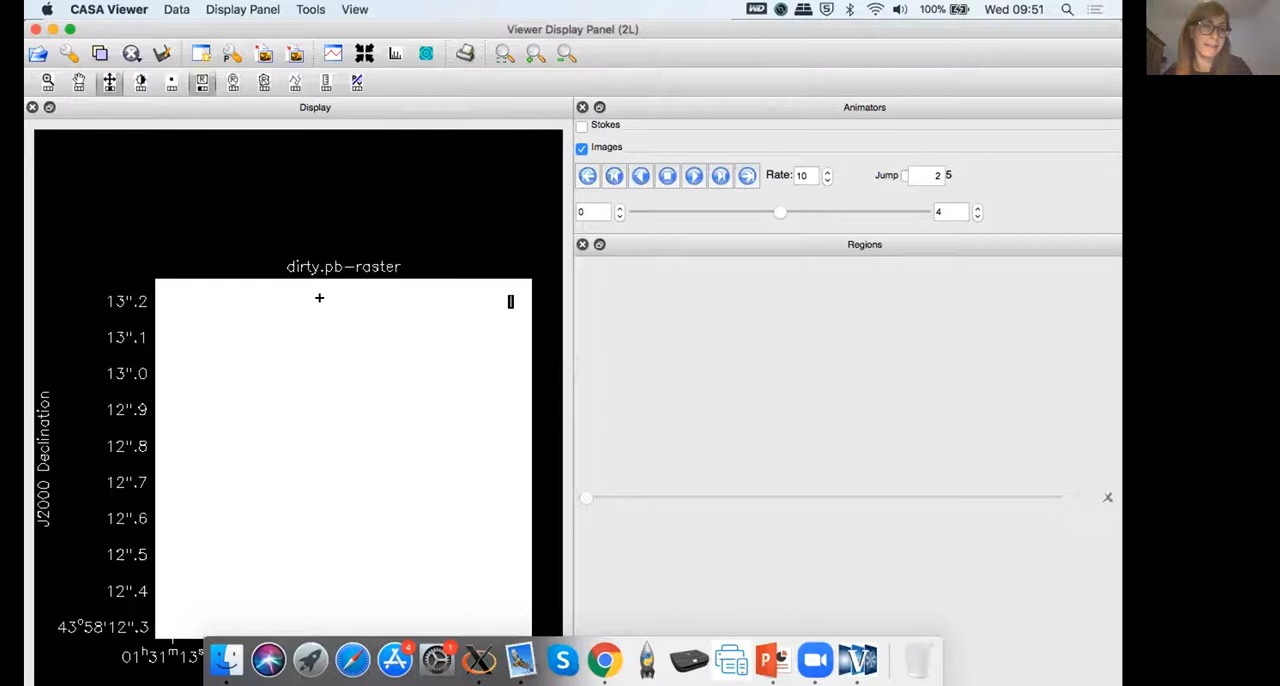 CASA Viewer Data Display Panel Tools View 100% Wed 09:51
Viewer Display Panel (2L)
Display
Animators
Stokes
Images
Rate: 10 Jump 2 5
0 4
Regions
dirty.pb-raster
13".2
13".1
13".0
12".9
12".8
12".7
12".6
12".5
12".4
43°58'12".3
01h31m13s
J2000 Declination
4
1